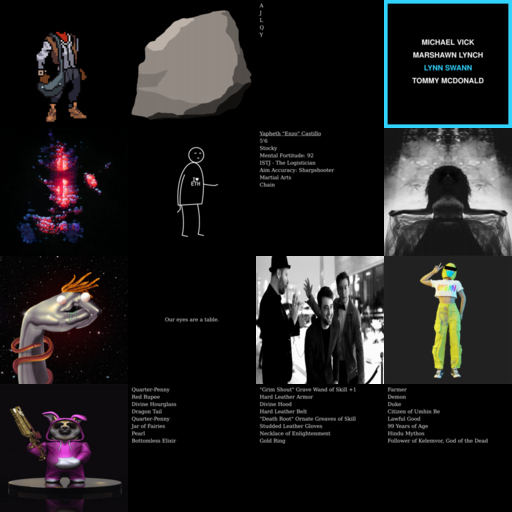 A
J
L
Q
Y
MICHAEL VICK
MARSHAWN LYNCH
LYNN SWANN
TOMMY MCDONALD
I ♥
ETH
Yapheth "Enzo" Castillo
5'6
Stocky
Mental Fortitude: 92
ISTJ - The Logistician
Aim Accuracy: Sharpshooter
Martial Arts
Chain
Our eyes are a table.
Quarter-Penny
Red Rupee
Divine Hourglass
Dragon Tail
Quarter-Penny
Jar of Fairies
Pearl
Bottomless Elixir
"Grim Shout" Grave Wand of Skill +1
Hard Leather Armor
Divine Hood
Hard Leather Belt
"Death Root" Ornate Greaves of Skill
Studded Leather Gloves
Necklace of Enlightenment
Gold Ring
Farmer
Demon
Duke
Citizen of Umhin Be
Lawful Good
99 Years of Age
Hindu Mythos
Follower of Kelemvor, God of the Dead